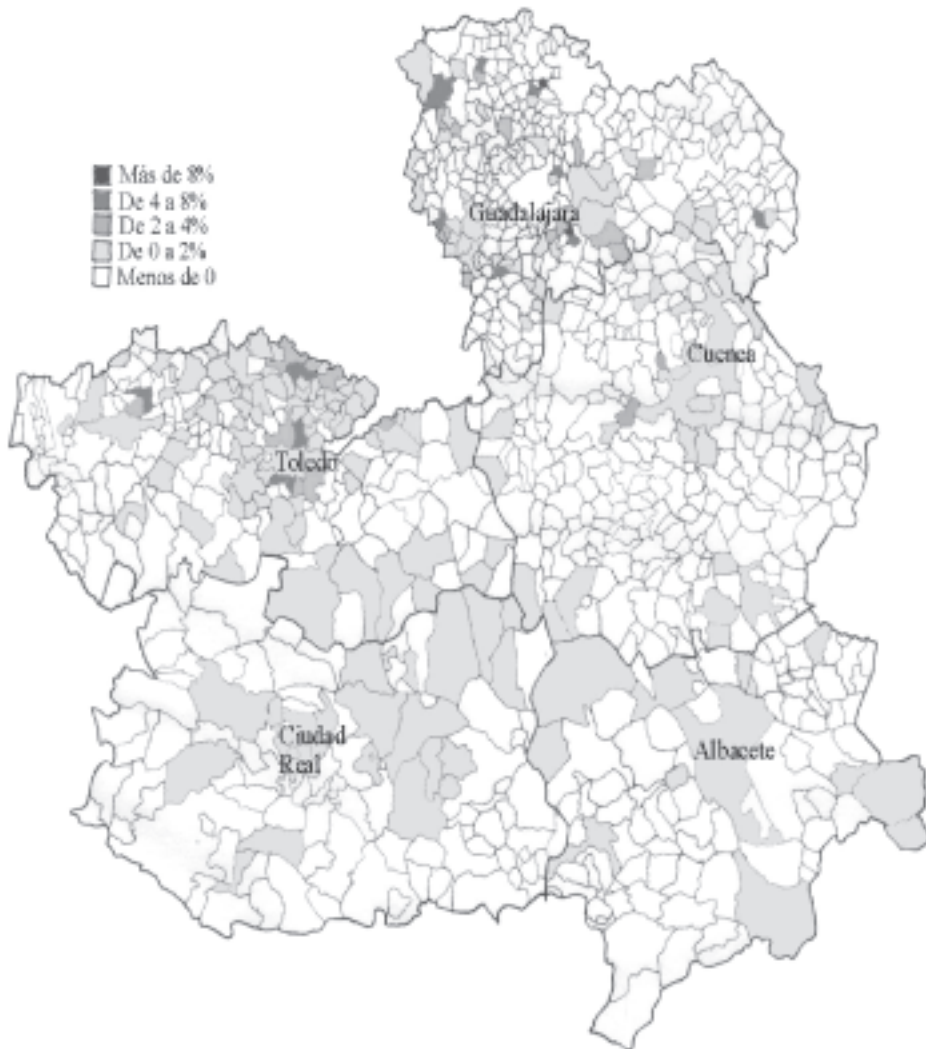 Más de 8%
De 4 a 8%
De 2 a 4%
De 0 a 2%
Menos de 0
Guadalajara
Cuenca
Toledo
Ciudad
Real
Albacete